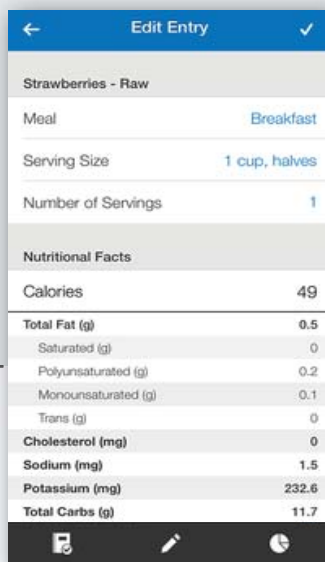 Edit Entry
Strawberries - Raw
Meal Breakfast
Serving Size 1 cup, halves
Number of Servings 1
Nutritional Facts
Calories 49
Total Fat (g) 0.5
Saturated (g) 0
Polyunsaturated (g) 0.2
Monounsaturated (g) 0.1
Trans (g) 0
Cholesterol (mg) 0
Sodium (mg) 1.5
Potassium (mg) 232.6
Total Carbs (g) 11.7